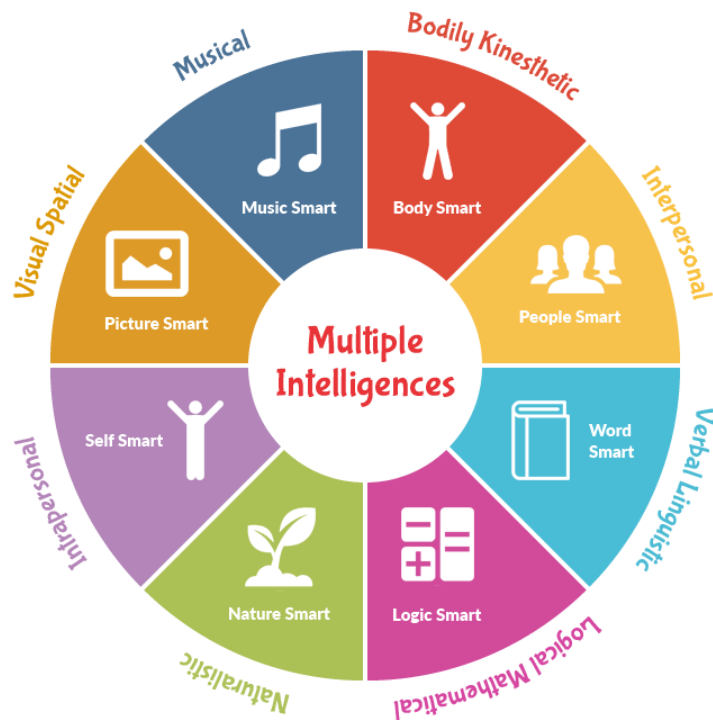 Musical
Bodily Kinesthetic
Visual Spatial
Interpersonal
Music Smart
Body Smart
Picture Smart
People Smart
Multiple
Intelligences
Self Smart
Word
Smart
Intrapersonal
Verbal Linguistic
Nature Smart
Logic Smart
Naturalistic
Logical Mathematical